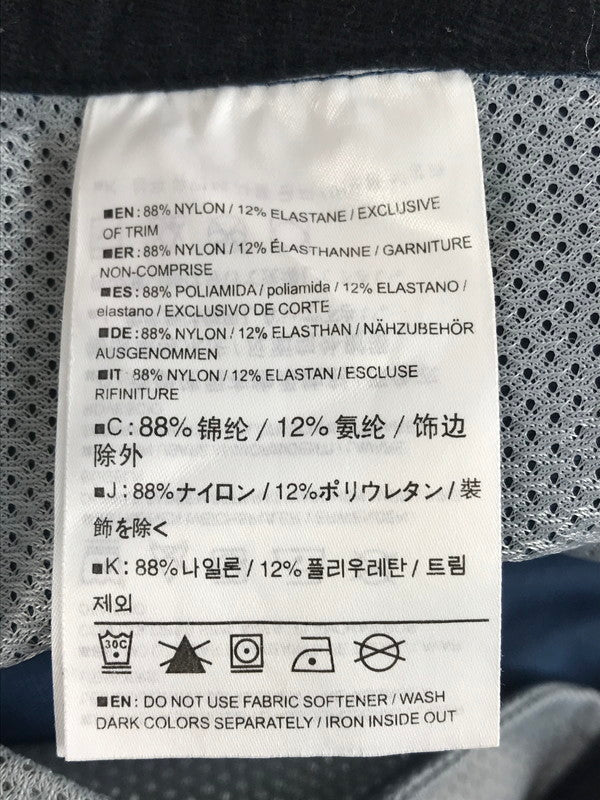 ■EN: 88% NYLON / 12% ELASTANE / EXCLUSIVE
OF TRIM
■ER: 88% NYLON / 12% ÉLASTHANNE / GARNITURE
NON-COMPRISE
■ES: 88% POLIAMIDA / poliamida / 12% ELASTANO /
elastano / EXCLUSIVO DE CORTE
■DE: 88% NYLON / 12% ELASTHAN / NÄHZUBEHÖR
AUSGENOMMEN
■IT 88% NYLON / 12% ELASTAN / ESCLUSE
RIFINITURE
■C: 88% 锦纶 / 12% 氨纶 / 饰边
除外
■J: 88%ナイロン / 12%ポリウレタン / 裝
飾を除く
■K: 88% 나일론 / 12% 폴리우레탄 / 트림
제외
30C
■EN: DO NOT USE FABRIC SOFTENER / WASH
DARK COLORS SEPARATELY / IRON INSIDE OUT